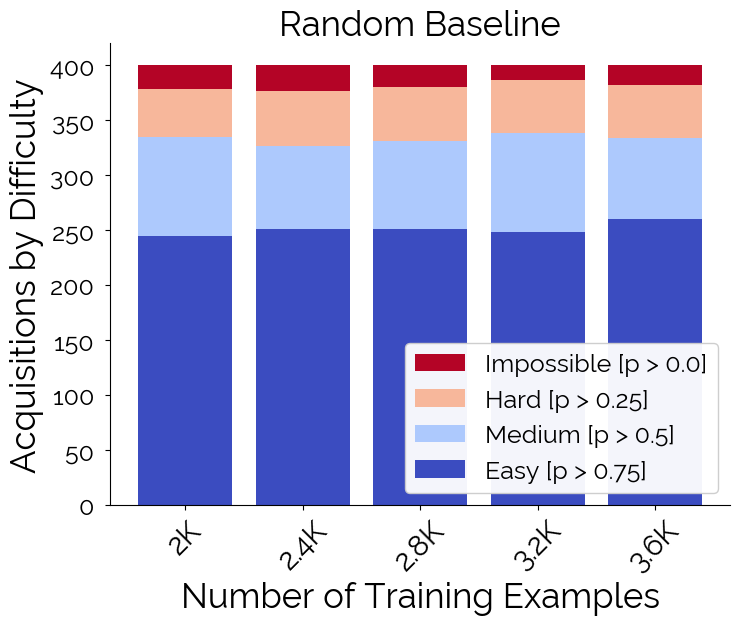 Random Baseline
Acquisitions by Difficulty
400
350
300
250
200
150
100
50
0
Impossible [p > 0.0]
Hard [p > 0.25]
Medium [p > 0.5]
Easy [p > 0.75]
2K
2.4K
2.8K
3.2K
3.6K
Number of Training Examples